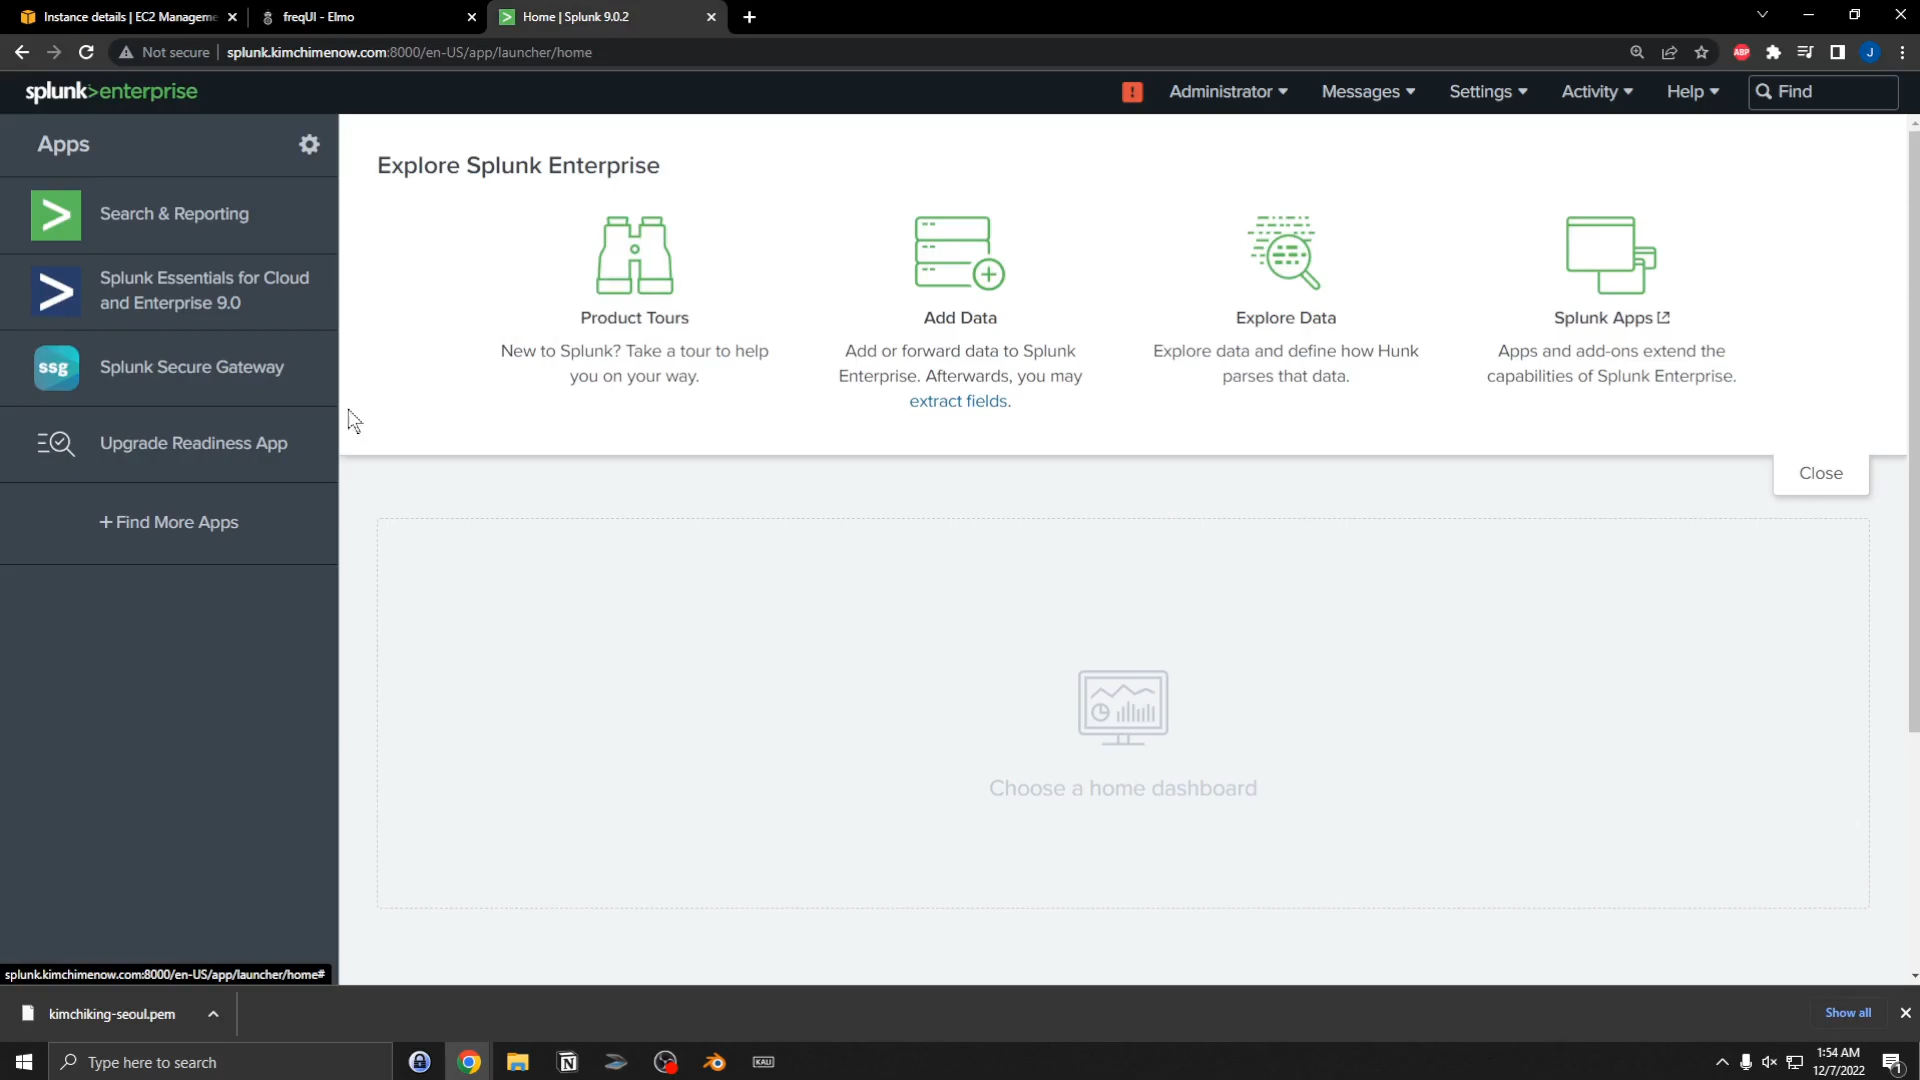 Instance details | EC2 Manageme
freqUI - Elmo
Home | Splunk 9.0.2
Not secure
splunk.kimchimenow.com:8000/en-US/app/launcher/home
ABP
J
splunk>enterprise
!
Administrator
Messages
Settings
Activity
Help
Find
Apps
Search & Reporting
Splunk Essentials for Cloud
and Enterprise 9.0
ssg
Splunk Secure Gateway
Upgrade Readiness App
+ Find More Apps
Explore Splunk Enterprise
Product Tours
New to Splunk? Take a tour to help
you on your way.
Add Data
Add or forward data to Splunk
Enterprise. Afterwards, you may
extract fields.
Explore Data
Explore data and define how Hunk
parses that data.
Splunk Apps
Apps and add-ons extend the
capabilities of Splunk Enterprise.
Close
Choose a home dashboard
splunk.kimchimenow.com:8000/en-US/app/launcher/home#
kimchiking-seoul.pem
Show all
Type here to search
KALI
1:54 AM
12/7/2022
1